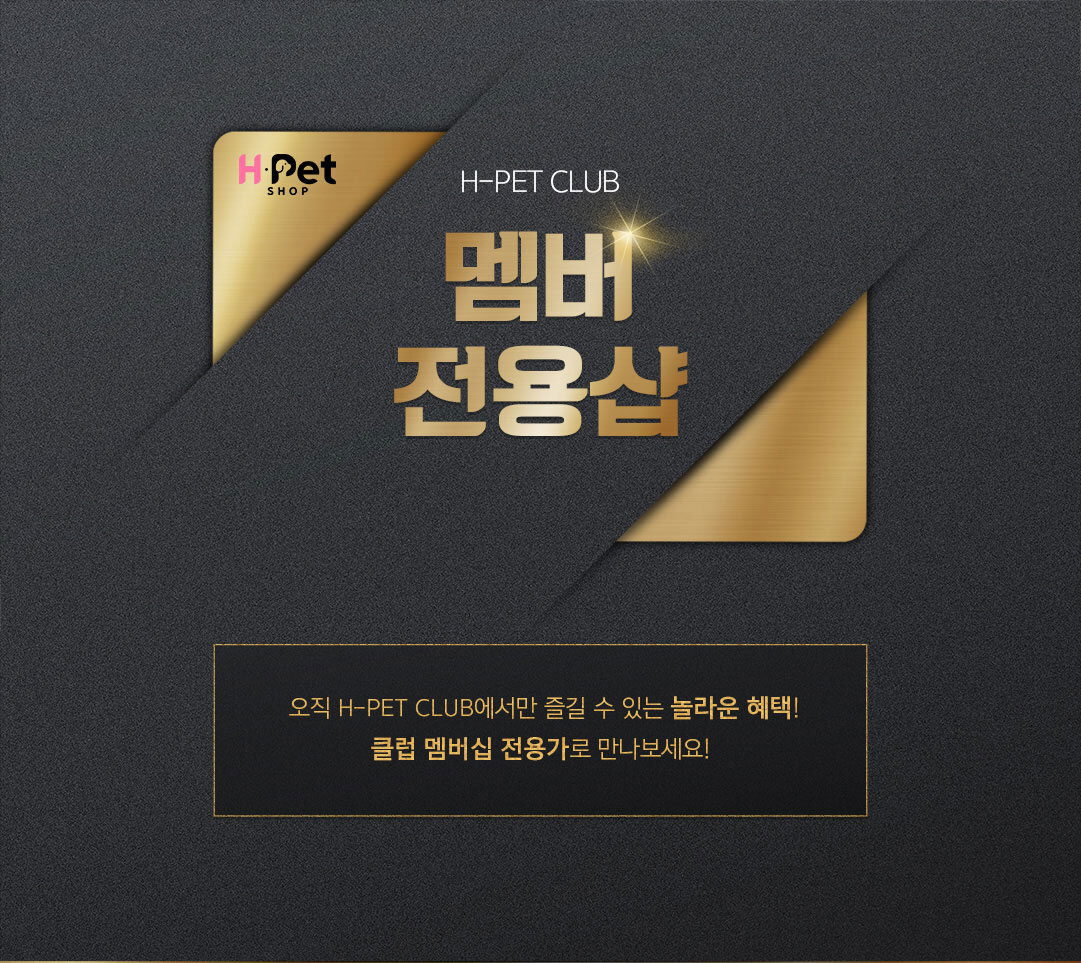 H·Pet
SHOP
H-PET CLUB
멤버
전용샵
오직 H-PET CLUB에서만 즐길 수 있는 놀라운 혜택!
클럽 멤버십 전용가로 만나보세요!